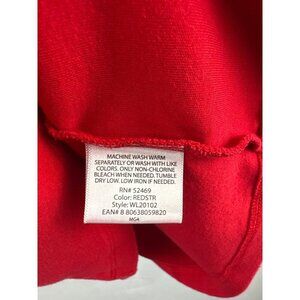 MACHINE WASH WARM
SEPARATELY OR WASH WITH LIKE
COLORS. ONLY NON-CHLORINE
BLEACH WHEN NEEDED. TUMBLE
DRY LOW. LOW IRON IF NEEDED.
RN# 52469
Color: REDSTR
Style: WL20102
EAN# 8 80638059820
MGA